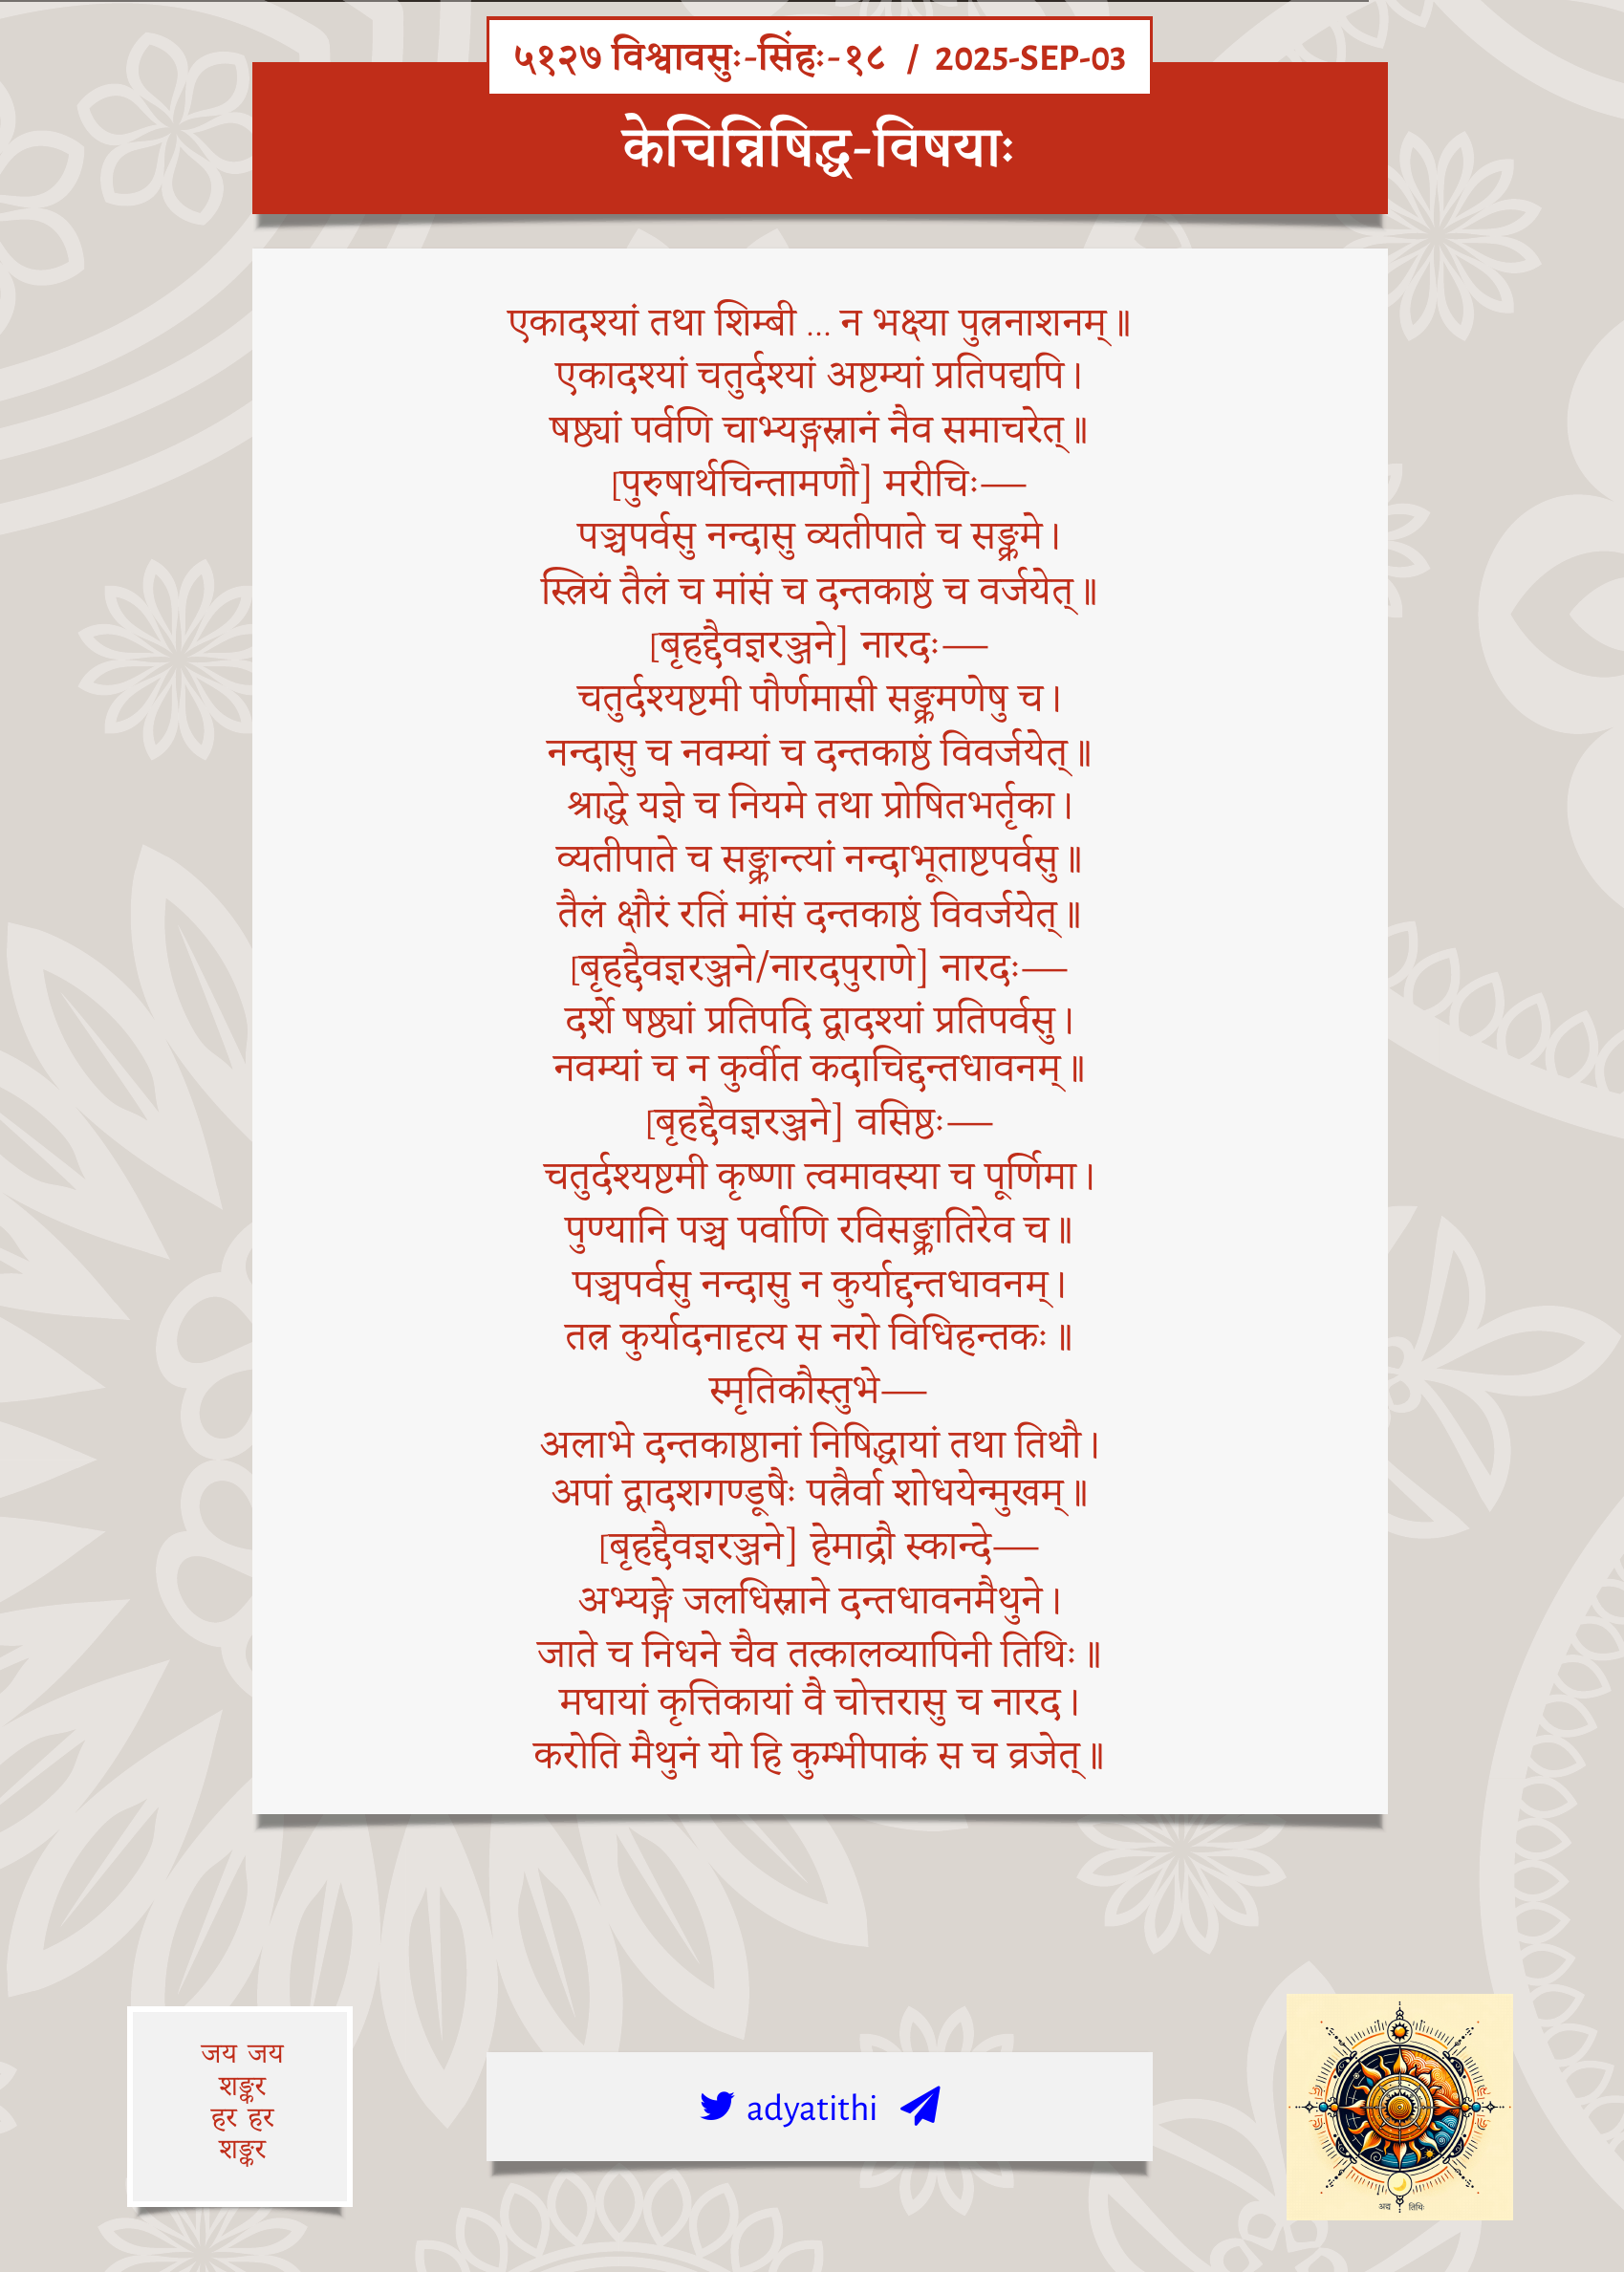 ५१२७ विश्वावसुः-सिंहः-१८ / 2025-SEP-03
केचिन्निषिद्ध-विषयाः
एकादश्यां तथा शिम्बी … न भक्ष्या पुत्रनाशनम्॥
एकादश्यां चतुर्दश्यां अष्टम्यां प्रतिपद्यपि।
षष्ठ्यां पर्वणि चाभ्यङ्गस्नानं नैव समाचरेत्॥
[पुरुषार्थचिन्तामणौ] मरीचिः—
पञ्चपर्वसु नन्दासु व्यतीपाते च सङ्क्रमे।
स्त्रियं तैलं च मांसं च दन्तकाष्ठं च वर्जयेत्॥
[बृहद्दैवज्ञरञ्जने] नारदः—
चतुर्दश्यष्टमी पौर्णमासी सङ्क्रमणेषु च।
नन्दासु च नवम्यां च दन्तकाष्ठं विवर्जयेत्॥
श्राद्धे यज्ञे च नियमे तथा प्रोषितभर्तृका।
व्यतीपाते च सङ्क्रान्त्यां नन्दाभूताष्टपर्वसु॥
तैलं क्षौरं रतिं मांसं दन्तकाष्ठं विवर्जयेत्॥
[बृहद्दैवज्ञरञ्जने/नारदपुराणे] नारदः—
दर्शे षष्ठ्यां प्रतिपदि द्वादश्यां प्रतिपर्वसु।
नवम्यां च न कुर्वीत कदाचिद्दन्तधावनम्॥
[बृहद्दैवज्ञरञ्जने] वसिष्ठः—
चतुर्दश्यष्टमी कृष्णा त्वमावस्या च पूर्णिमा।
पुण्यानि पञ्च पर्वाणि रविसङ्क्रातिरेव च॥
पञ्चपर्वसु नन्दासु न कुर्याद्दन्तधावनम्।
तत्र कुर्यादनादृत्य स नरो विधिहन्तकः॥
स्मृतिकौस्तुभे—
अलाभे दन्तकाष्ठानां निषिद्धायां तथा तिथौ।
अपां द्वादशगण्डूषैः पत्रैर्वा शोधयेन्मुखम्॥
[बृहद्दैवज्ञरञ्जने] हेमाद्रौ स्कान्दे—
अभ्यङ्गे जलधिस्नाने दन्तधावनमैथुने।
जाते च निधने चैव तत्कालव्यापिनी तिथिः॥
मघायां कृत्तिकायां वै चोत्तरासु च नारद।
करोति मैथुनं यो हि कुम्भीपाकं स च व्रजेत्॥
जय जय
शङ्कर
हर हर
शङ्कर
adyatithi
अद्य तिथिः